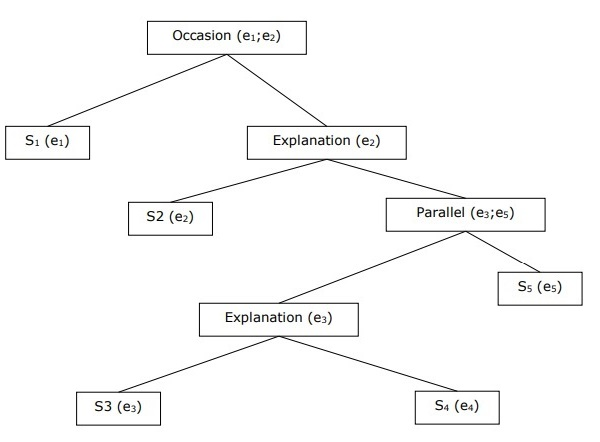 Occasion (e₁;e₂)
S₁ (e₁)
Explanation (e₂)
S2 (e₂)
Parallel (e₃;e₅)
S₅ (e₅)
Explanation (e₃)
S3 (e₃)
S₄ (e₄)